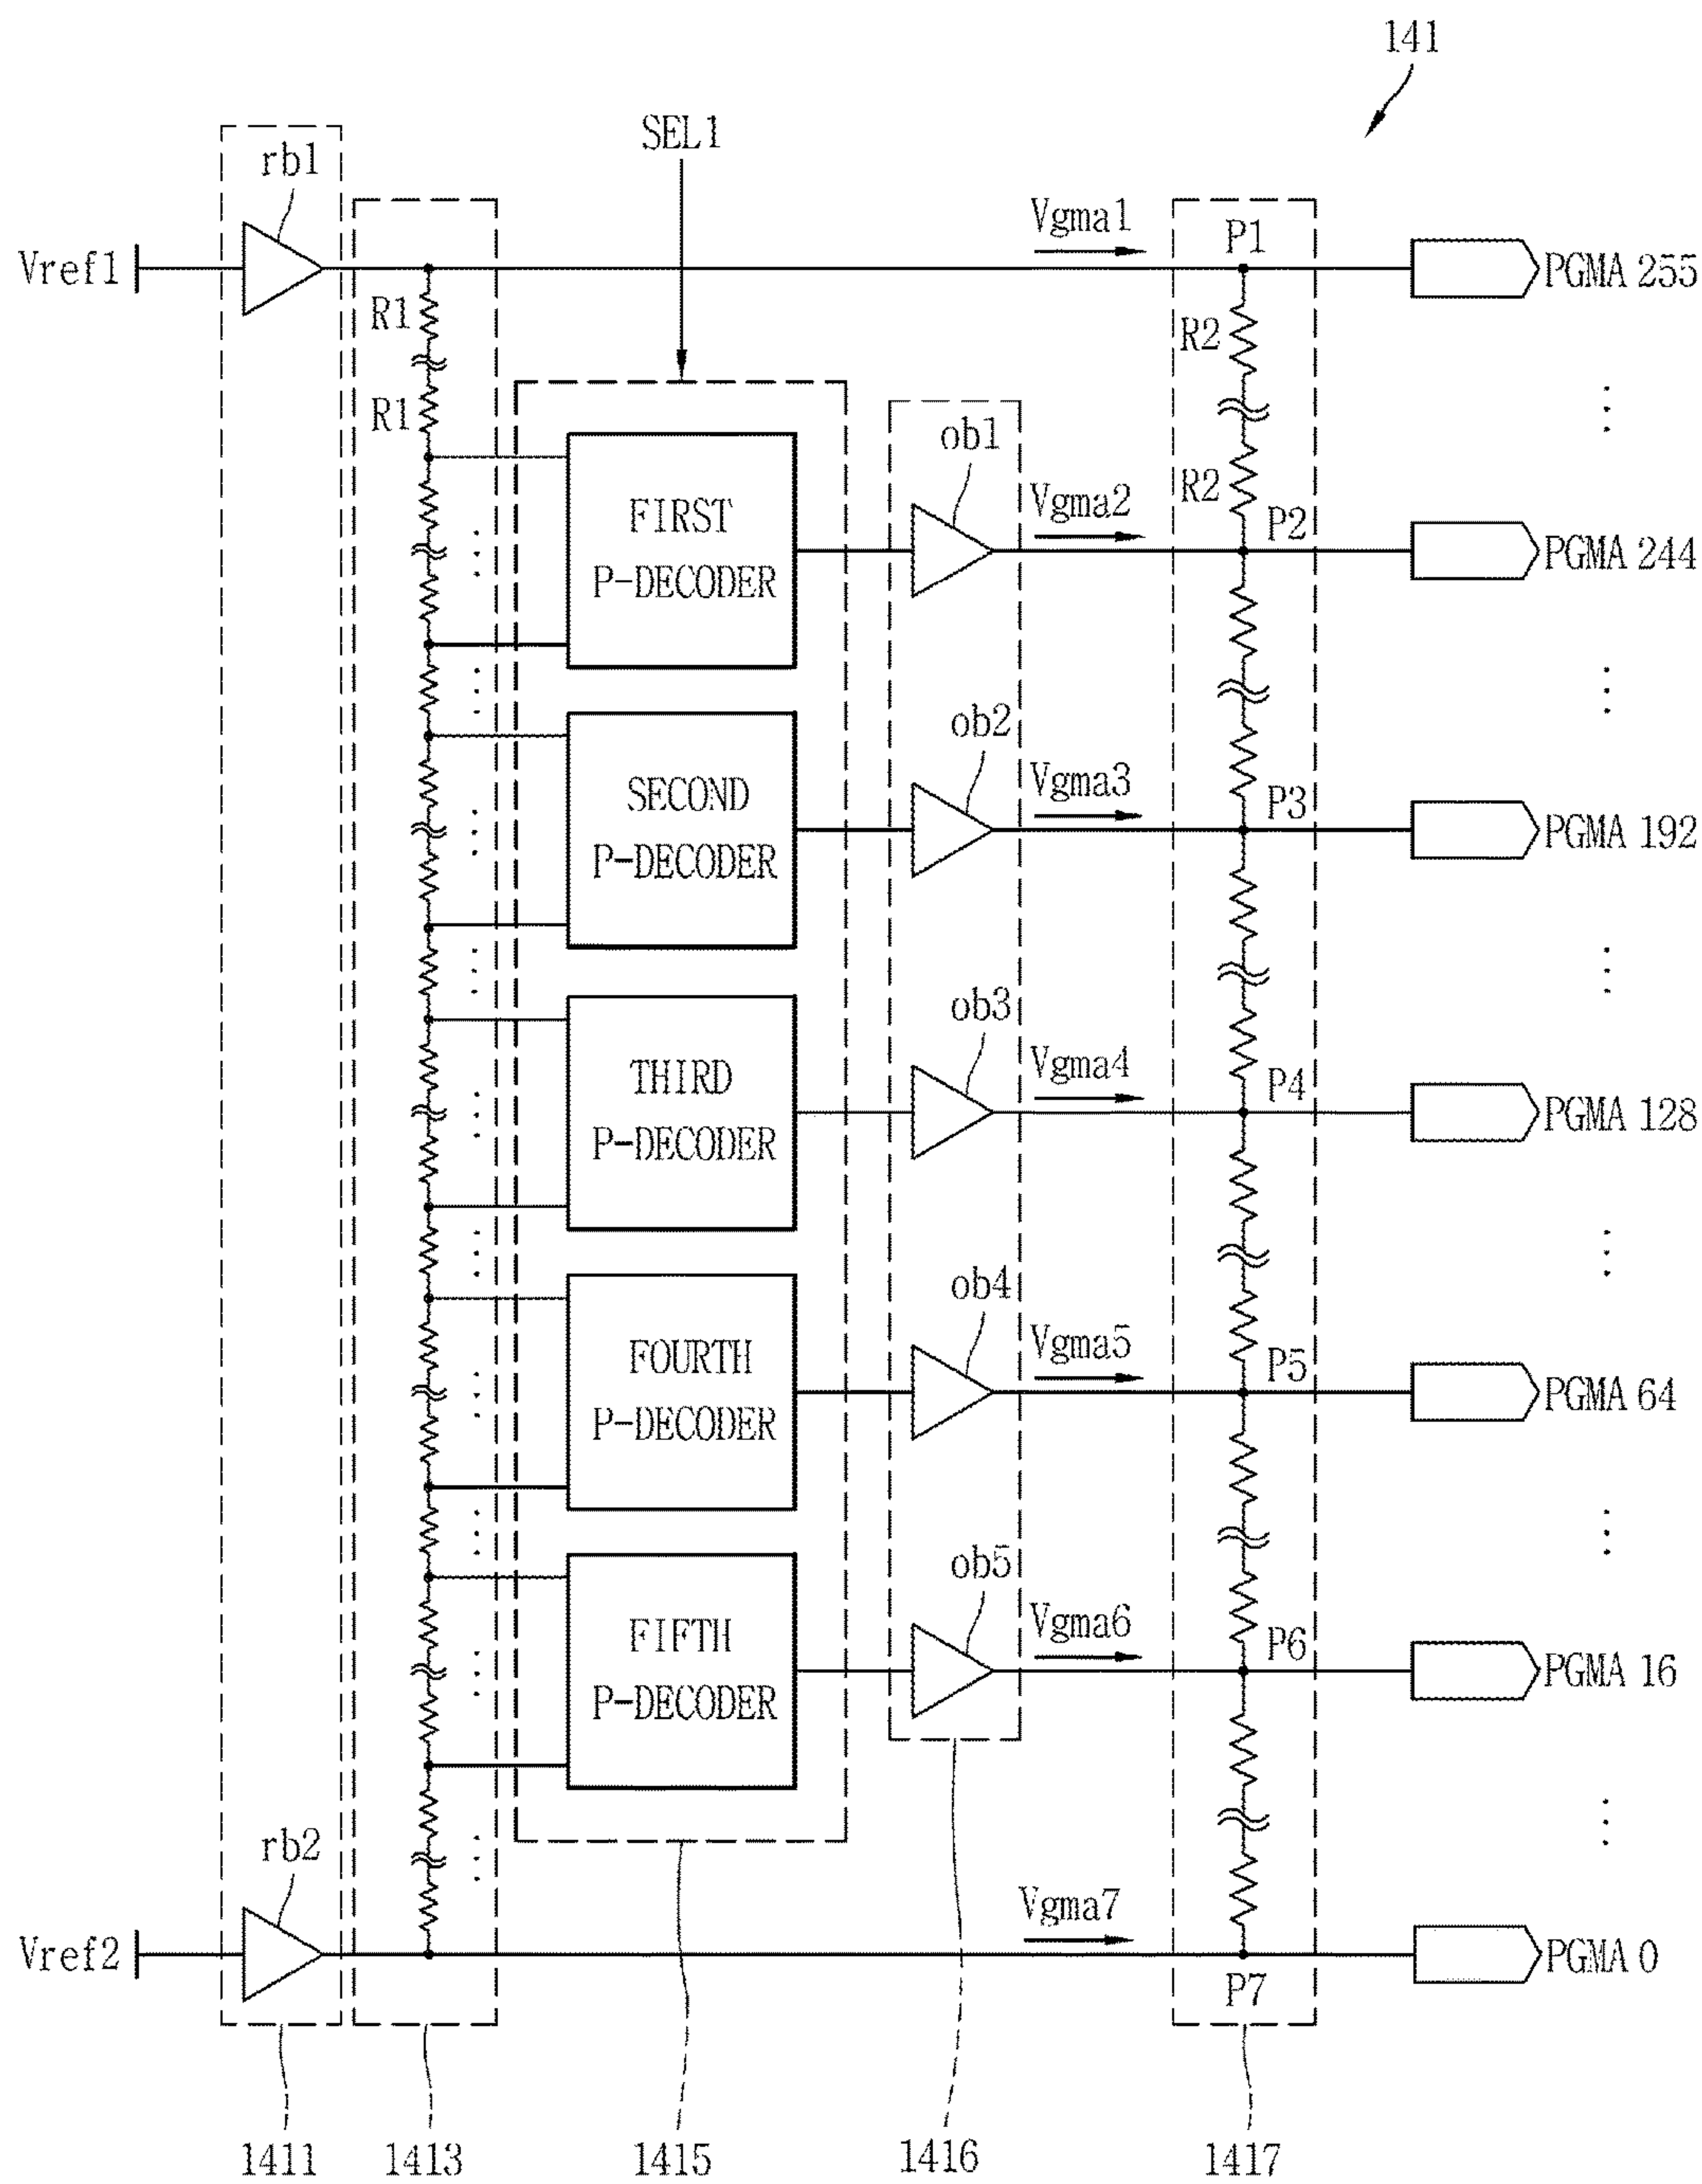 141
SEL1
rb1
Vgma1
P1
Vref1
PGMA 255
R1
R2
R1
ob1
FIRST
P-DECODER
Vgma2
R2
P2
PGMA 244
ob2
SECOND
P-DECODER
Vgma3
P3
PGMA 192
ob3
THIRD
P-DECODER
Vgma4
P4
PGMA 128
ob4
FOURTH
P-DECODER
Vgma5
P5
PGMA 64
ob5
FIFTH
P-DECODER
Vgma6
P6
PGMA 16
rb2
Vgma7
Vref2
PGMA 0
P7
1411
1413
1415
1416
1417